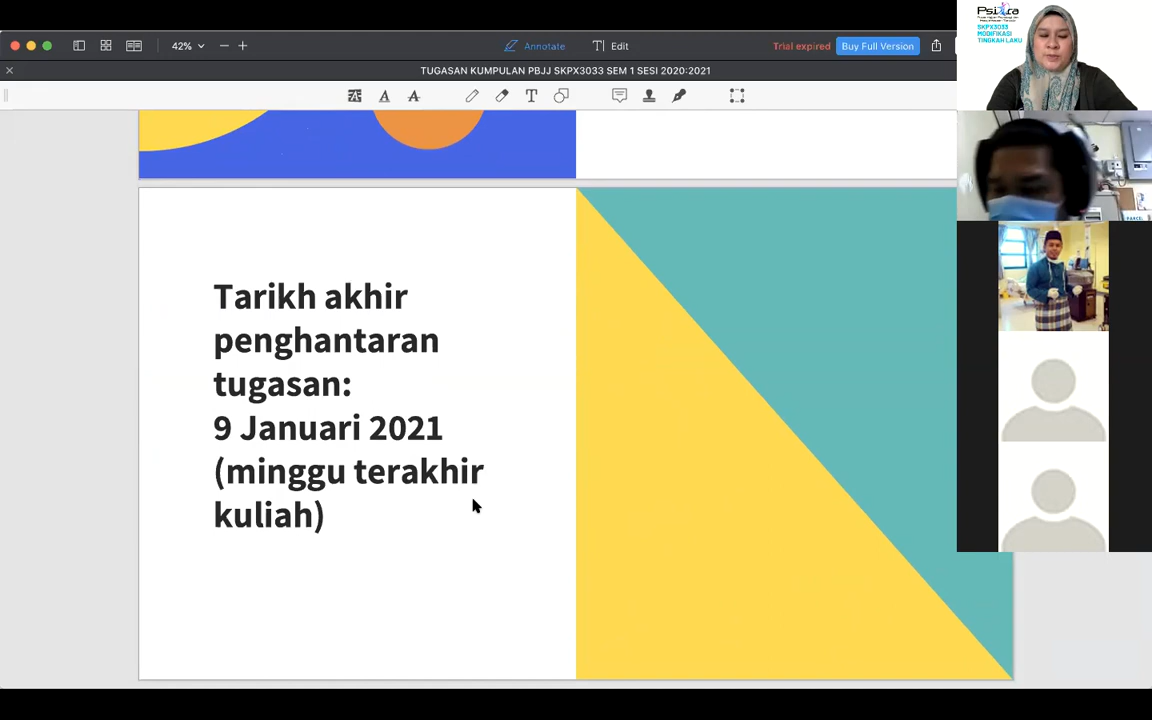 42%
Annotate
Edit
Trial expired
Buy Full Version
TUGASAN KUMPULAN PBJJ SKPX3033 SEM 1 SESI 2020:2021
Tarikh akhir
penghantaran
tugasan:
9 Januari 2021
(minggu terakhir
kuliah)
SKPX3033
MODIFIKASI
TINGKAH LAKU